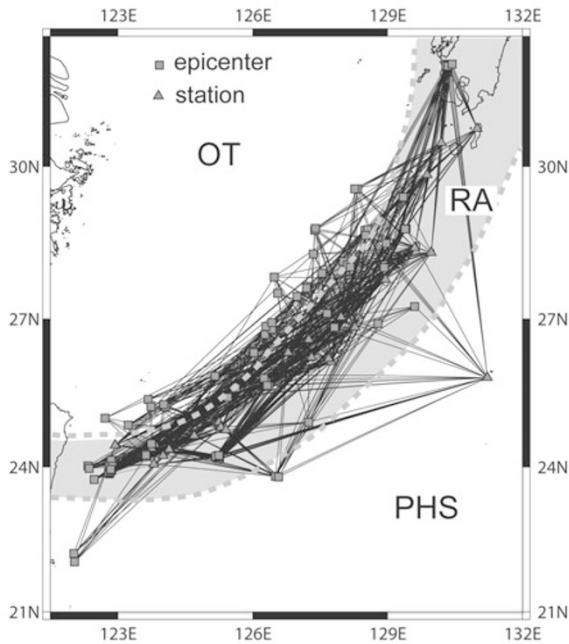 123E 126E 129E 132E
epicenter
station
OT
30N 30N
RA
27N 27N
24N 24N
PHS
21N 21N
123E 126E 129E 132E